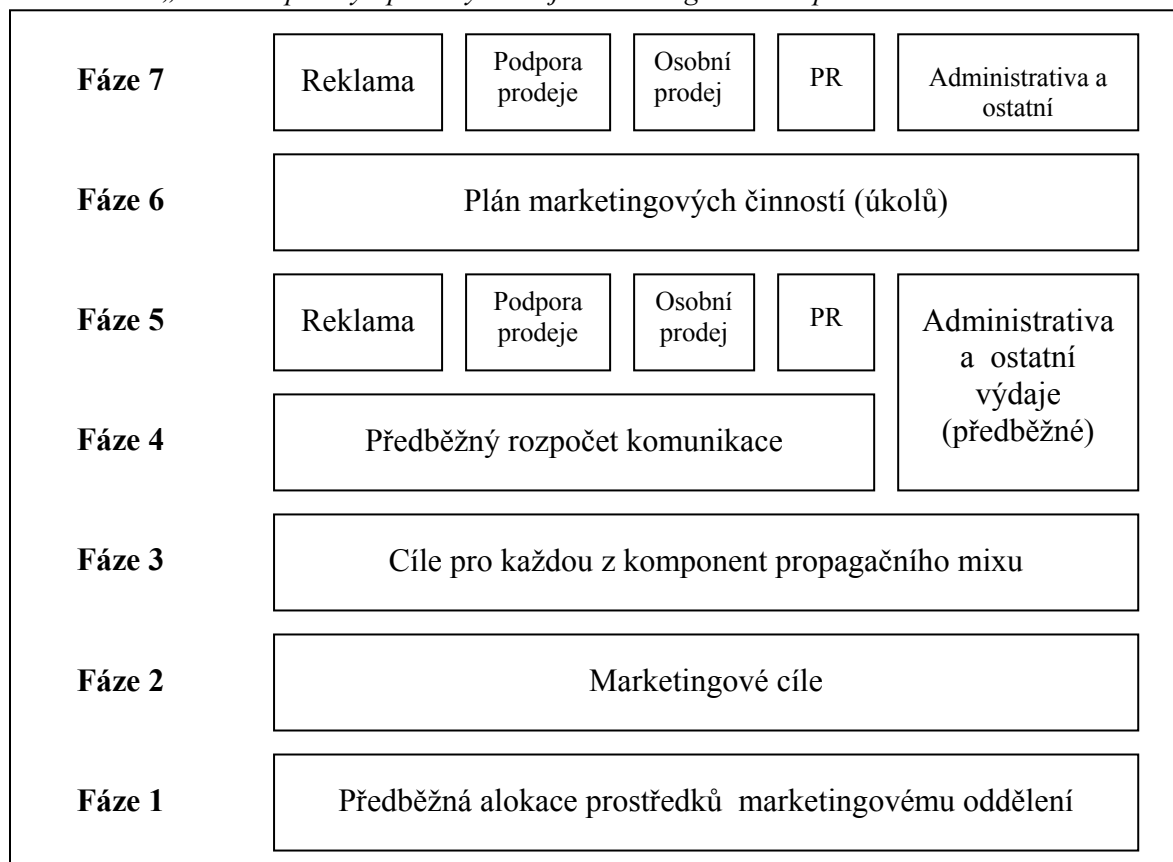 Fáze 7
Reklama
Podpora
prodeje
Osobní
prodej
PR
Administrativa a
ostatní
Fáze 6
Plán marketingových činností (úkolů)
Fáze 5
Reklama
Podpora
prodeje
Osobní
prodej
PR
Administrativa
a ostatní
výdaje
(předběžné)
Fáze 4
Předběžný rozpočet komunikace
Fáze 3
Cíle pro každou z komponent propagačního mixu
Fáze 2
Marketingové cíle
Fáze 1
Předběžná alokace prostředků marketingovému oddělení